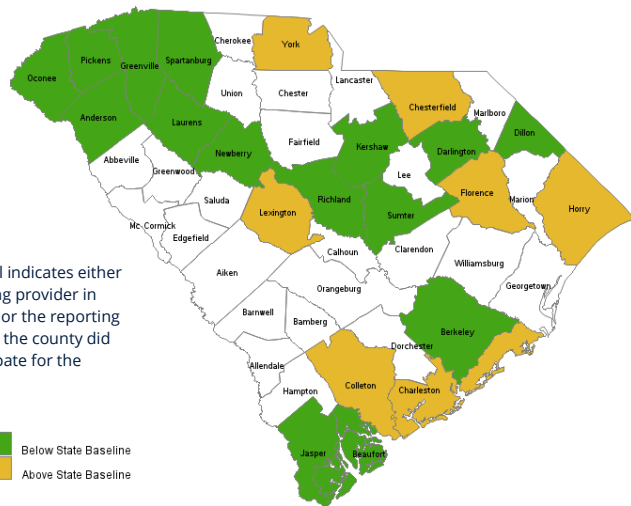 Cherokee
York
Pickens
Spartanburg
Greenville
Oconee
Lancaster
Union
Chester
Chesterfield
Marlboro
Anderson
Laurens
Dillon
Fairfield
Kershaw
Darlington
Newberry
Abbeville
Greenwood
Lee
Florence
Marion
Horry
Saluda
Richland
Lexington
Sumter
Mc Cormick
Edgefield
Calhoun
Clarendon
Williamsburg
Aiken
Georgetown
Orangeburg
l indicates either
ng provider in
or the reporting
the county did
pate for the
Barnwell
Bamberg
Berkeley
Dorchester
Allendale
Colleton
Charleston
Hampton
Jasper
Beaufort
Below State Baseline
Above State Baseline